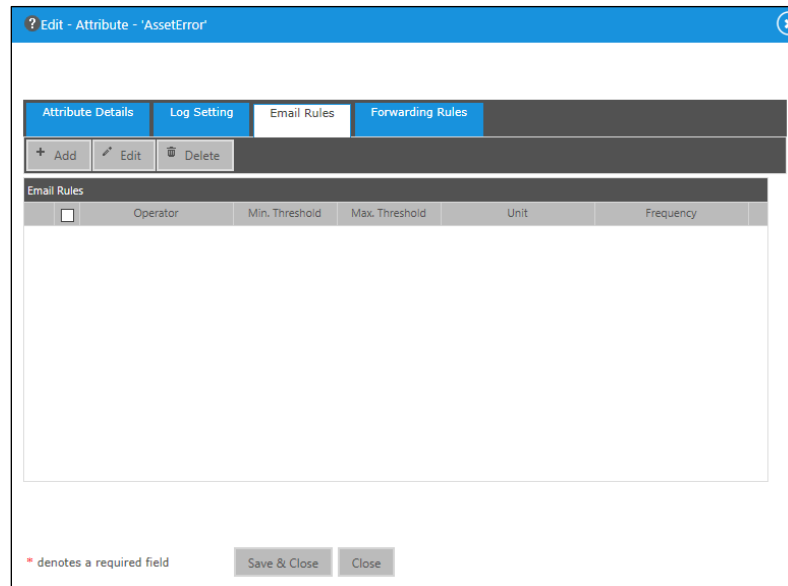 ? Edit - Attribute - 'AssetError'
Attribute Details Log Setting Email Rules Forwarding Rules
+ Add Edit Delete
Email Rules
Operator Min. Threshold Max. Threshold Unit Frequency
* denotes a required field Save & Close Close